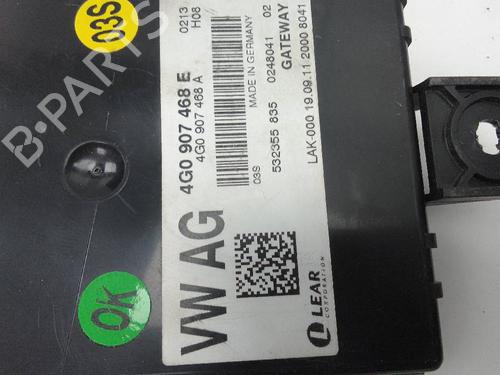 03S
OK
VW AG
4G0 907 468 E 0213
4G0 907 468 A H08
MADE IN GERMANY
03S
532355 835 0248041 02
GATEWAY
LAK-000 19.09.11 2000 8041
LEAR
CORPORATION
B-PARTS